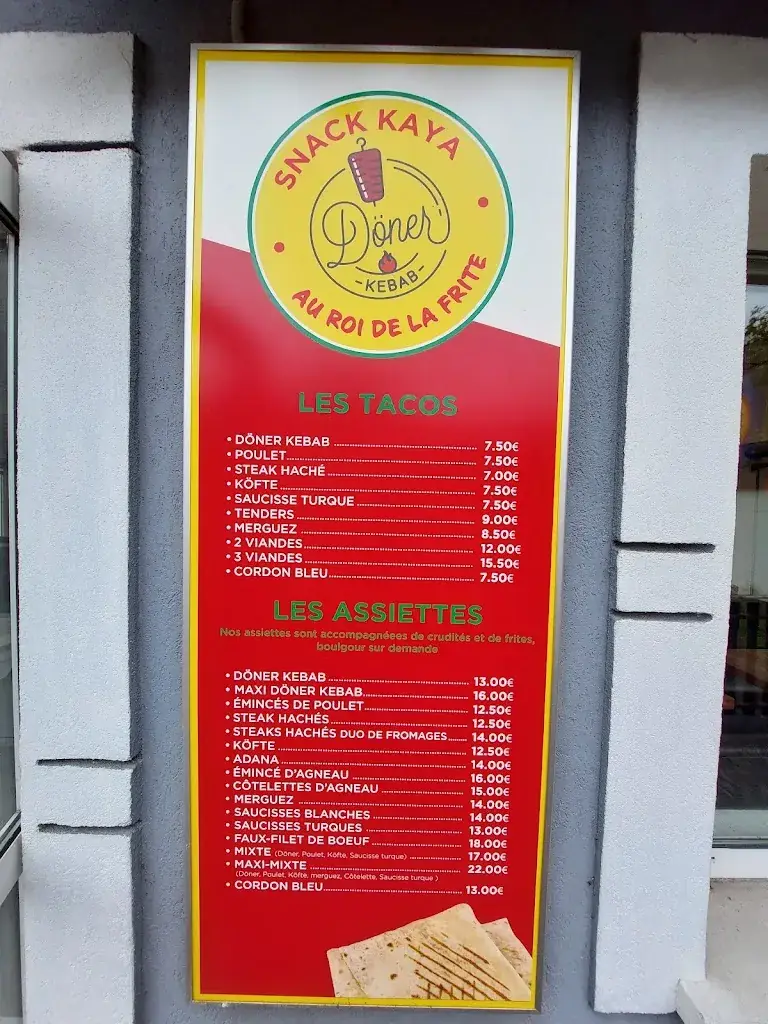 SNACK KAYA
Döner
- KEBAB -
AU ROI DE LA FRITE
LES TACOS
• DÖNER KEBAB ........ 7.50€
• POULET ........ 7.50€
• STEAK HACHÉ ........ 7.00€
• KÖFTE ........ 7.50€
• SAUCISSE TURQUE ........ 7.50€
• TENDERS ........ 9.00€
• MERGUEZ ........ 8.50€
• 2 VIANDES ........ 12.00€
• 3 VIANDES ........ 15.50€
• CORDON BLEU ........ 7.50€
LES ASSIETTES
Nos assiettes sont accompagnéees de crudités et de frites,
boulgour sur demande
• DÖNER KEBAB ........ 13.00€
• MAXI DÖNER KEBAB ........ 16.00€
• ÉMINCÉS DE POULET ........ 12.50€
• STEAK HACHÉS ........ 12.50€
• STEAKS HACHÉS DUO DE FROMAGES ........ 14.00€
• KÖFTE ........ 12.50€
• ADANA ........ 14.00€
• ÉMINCÉ D'AGNEAU ........ 16.00€
• CÔTELETTES D'AGNEAU ........ 15.00€
• MERGUEZ ........ 14.00€
• SAUCISSES BLANCHES ........ 14.00€
• SAUCISSES TURQUES ........ 13.00€
• FAUX-FILET DE BOEUF ........ 18.00€
• MIXTE (Döner, Poulet, Köfte, Saucisse turque) ........ 17.00€
• MAXI-MIXTE ........ 22.00€
(Döner, Poulet, Köfte, merguez, Côtelette, Saucisse turque )
• CORDON BLEU ........ 13.00€